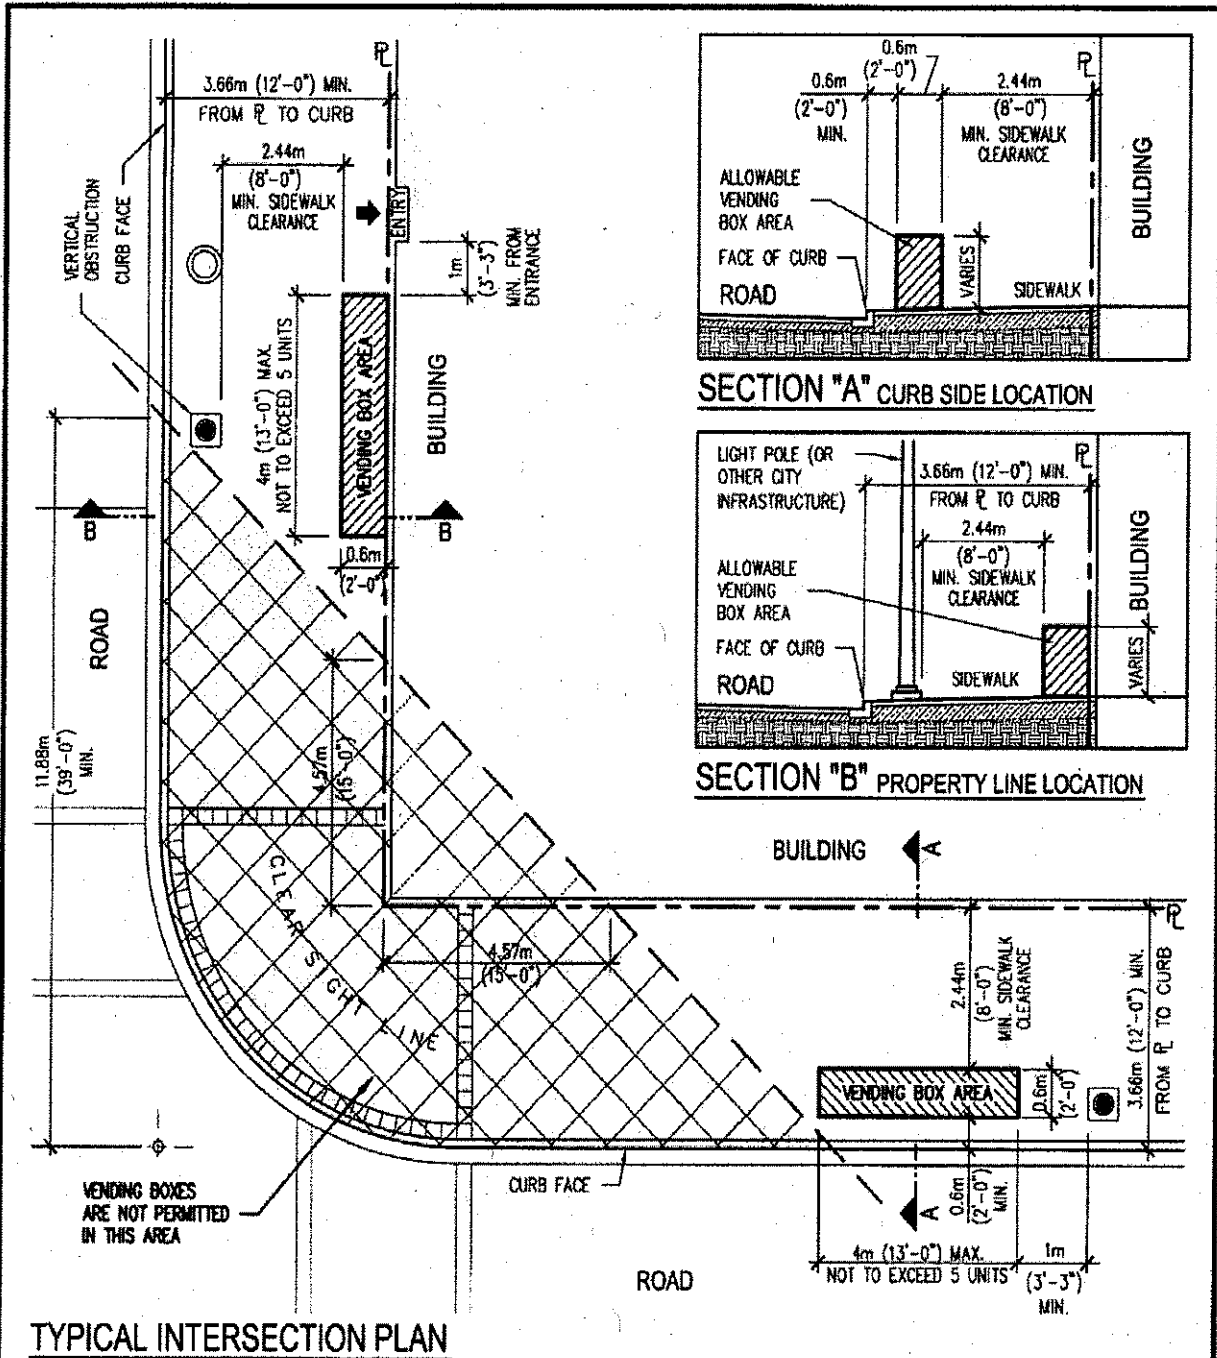 PL
3.66m (12'-0") MIN.
FROM PL TO CURB
2.44m
(8'-0")
MIN. SIDEWALK
CLEARANCE
VERTICAL
OBSTRUCTION
CURB FACE
ENTRY
1m
(3'-3")
MIN. FROM
ENTRANCE
4m (13'-0") MAX.
NOT TO EXCEED 5 UNITS
VENDING BOX AREA
BUILDING
B
B
0.6m
(2'-0")
ROAD
11.88m
(39'-0")
MIN.
4.57m
(15'-0")
CLEAR SIGHT LINE
4.57m
(15'-0")
VENDING BOXES
ARE NOT PERMITTED
IN THIS AREA
CURB FACE
0.6m
(2'-0")
0.6m
(2'-0")
MIN.
2.44m
(8'-0")
MIN. SIDEWALK
CLEARANCE
PL
BUILDING
ALLOWABLE
VENDING
BOX AREA
FACE OF CURB
ROAD
VARIES
SIDEWALK
SECTION "A" CURB SIDE LOCATION
LIGHT POLE (OR
OTHER CITY
INFRASTRUCTURE)
3.66m (12'-0") MIN.
FROM PL TO CURB
PL
2.44m
(8'-0")
MIN. SIDEWALK
CLEARANCE
BUILDING
ALLOWABLE
VENDING
BOX AREA
FACE OF CURB
ROAD
SIDEWALK
VARIES
SECTION "B" PROPERTY LINE LOCATION
BUILDING
A
PL
2.44m
(8'-0")
MIN. SIDEWALK
CLEARANCE
3.66m (12'-0") MIN.
FROM PL TO CURB
VENDING BOX AREA
0.6m
(2'-0")
0.6m
(2'-0")
MIN.
A
4m (13'-0") MAX.
NOT TO EXCEED 5 UNITS
1m
(3'-3")
MIN.
ROAD
TYPICAL INTERSECTION PLAN